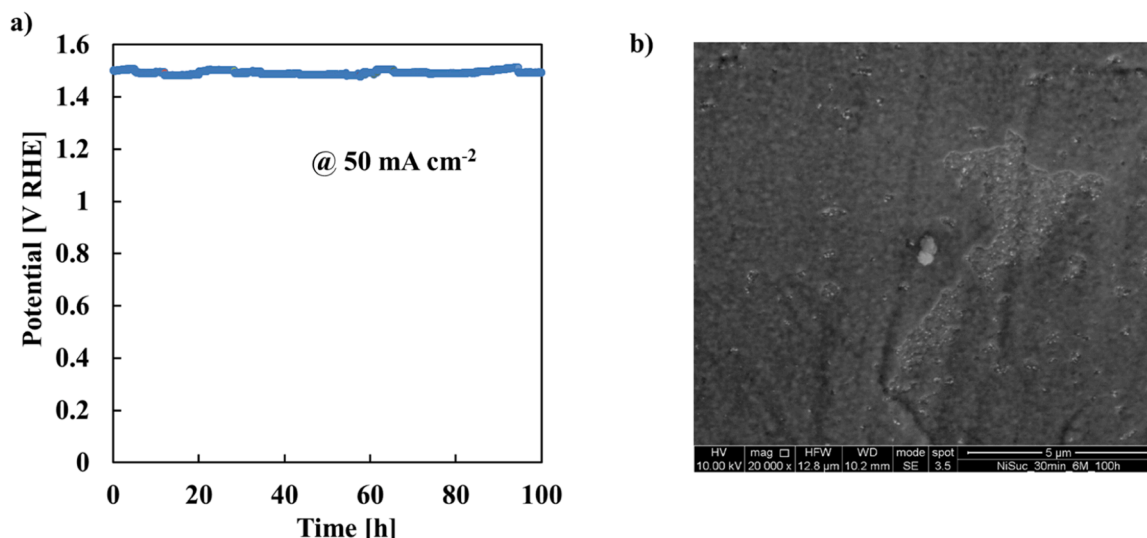 a)
1.6
1.4
1.2
1
0.8
0.6
0.4
0.2
0
Potential [V RHE]
@ 50 mA cm-2
0 20 40 60 80 100
Time [h]
b)
HV mag HFW WD mode spot 5 µm
10.00 kV 20 000 x 12.8 µm 10.2 mm SE 3.5 NiSuc_30min_6M_100h